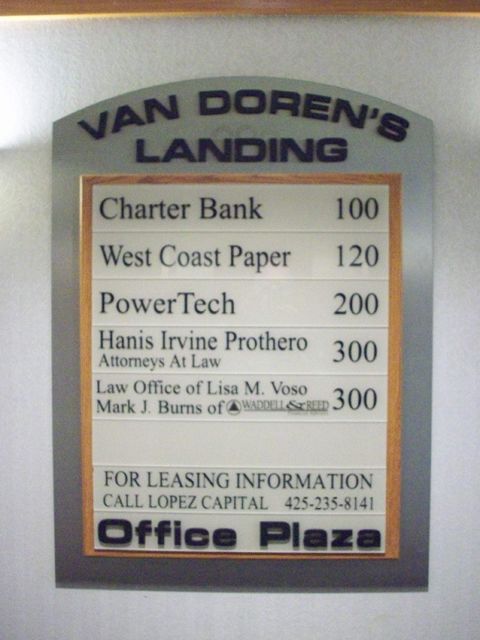 VAN DOREN'S
LANDING
Charter Bank 100
West Coast Paper 120
PowerTech 200
Hanis Irvine Prothero 300
Attorneys At Law
Law Office of Lisa M. Voso 300
Mark J. Burns of WADDELL & REED
FOR LEASING INFORMATION
CALL LOPEZ CAPITAL 425-235-8141
Office Plaza